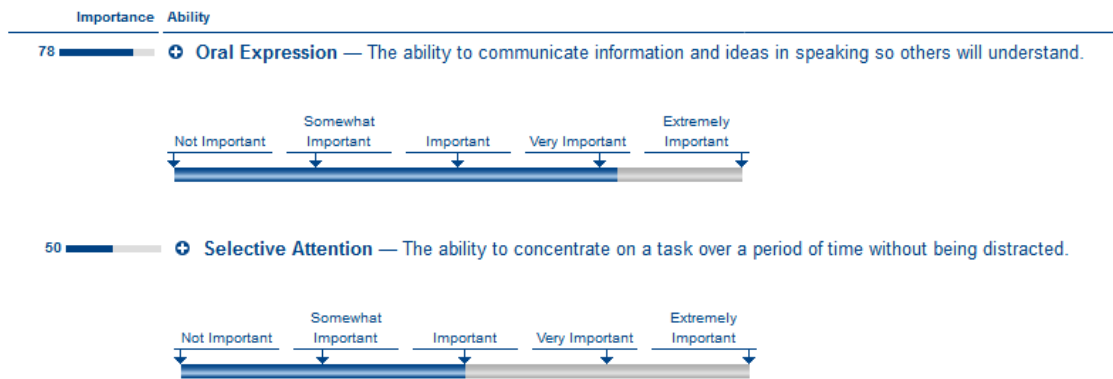 Importance Ability
78 Oral Expression — The ability to communicate information and ideas in speaking so others will understand.
Somewhat Extremely
Not Important Important Important Very Important Important
50 Selective Attention — The ability to concentrate on a task over a period of time without being distracted.
Somewhat Extremely
Not Important Important Important Very Important Important